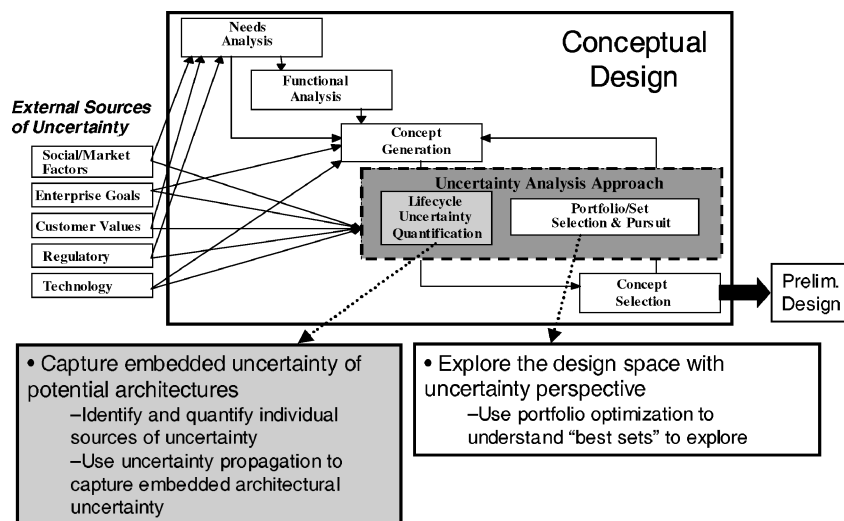 Needs
Analysis
Conceptual
Design
Functional
Analysis
External Sources
of Uncertainty
Concept
Generation
Social/Market
Factors
Enterprise Goals
Customer Values
Regulatory
Technology
Uncertainty Analysis Approach
Lifecycle
Uncertainty
Quantification
Portfolio/Set
Selection & Pursuit
Concept
Selection
Prelim.
Design
• Capture embedded uncertainty of
potential architectures
–Identify and quantify individual
sources of uncertainty
–Use uncertainty propagation to
capture embedded architectural
uncertainty
• Explore the design space with
uncertainty perspective
–Use portfolio optimization to
understand “best sets” to explore